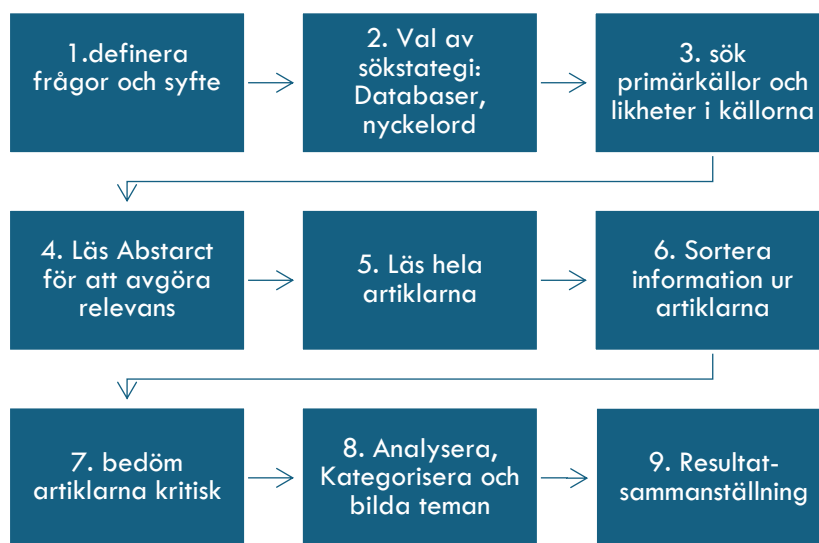 1.definera
frågor och syfte
2. Val av
sökstategi:
Databaser,
nyckelord
3. sök
primärkällor och
likheter i källorna
4. Läs Abstarct
för att avgöra
relevans
5. Läs hela
artiklarna
6. Sortera
information ur
artiklarna
7. bedöm
artiklarna kritisk
8. Analysera,
Kategorisera och
bilda teman
9. Resultat-
sammanställning